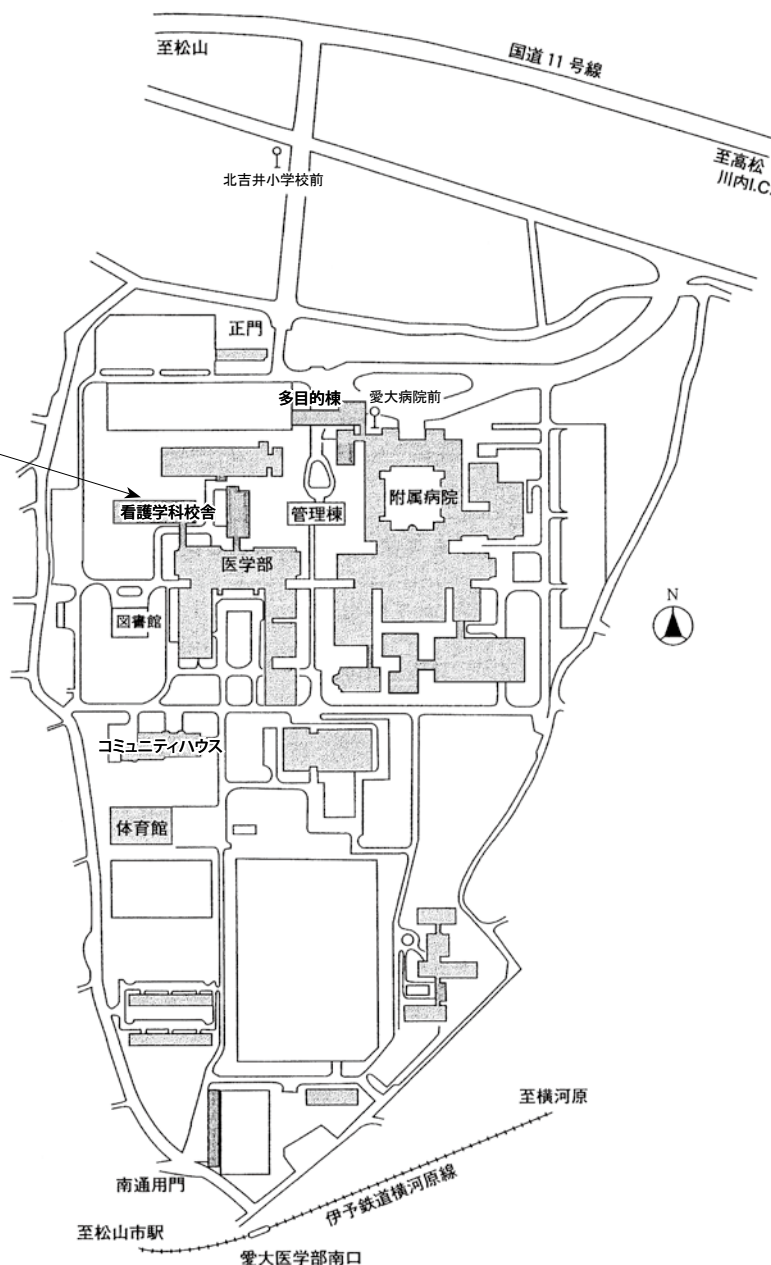 至松山
国道 11 号線
至高松
川内I.C.
北吉井小学校前
正門
多目的棟
愛大病院前
附属病院
看護学科校舎
管理棟
医学部
図書館
N
コミュニティハウス
体育館
至横河原
南通用門
伊予鉄道横河原線
至松山市駅
愛大医学部南口